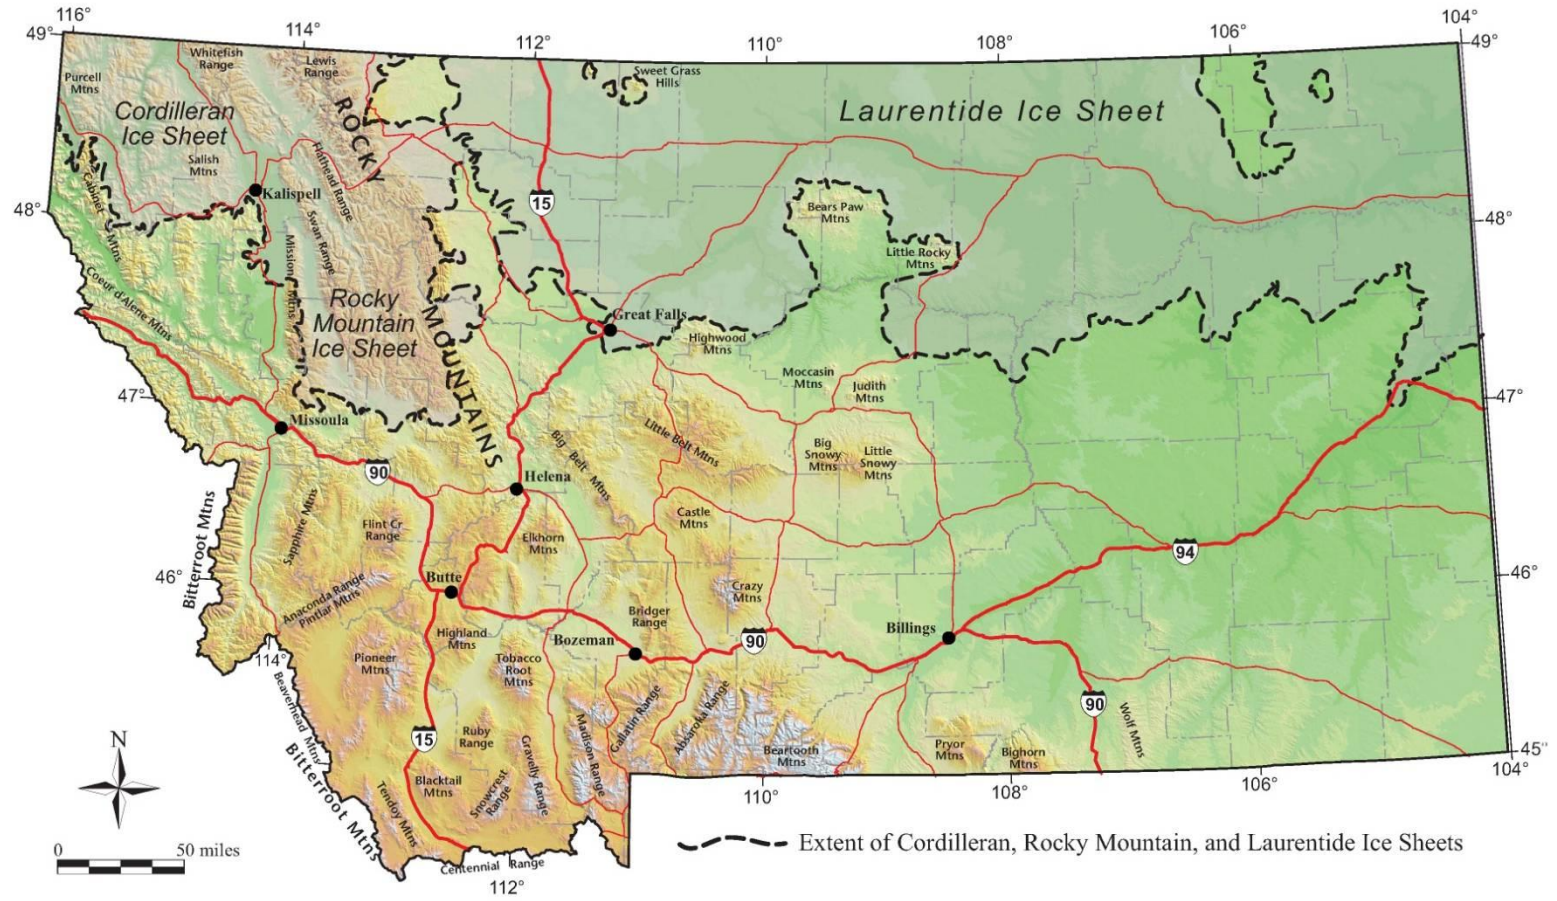 116°
114°
112°
110°
108°
106°
104°
49°
49°
Whitefish
Range
Lewis
Range
Purcell
Mtns
Sweet Grass
Hills
Cordilleran
Ice Sheet
ROCKY
Laurentide Ice Sheet
Salish
Mtns
Flathead Range
Cabinet Mtns
Kalispell
15
48°
48°
Swan Range
Bears Paw
Mtns
Mission Mtns
Little Rocky
Mtns
Coeur d'Alene Mtns
Rocky
Mountain
Ice Sheet
MOUNTAINS
Great Falls
Highwood
Mtns
Moccasin
Mtns
Judith
Mtns
47°
47°
Missoula
Big Belt Mtns
Little Belt Mtns
Big
Snowy
Mtns
Little
Snowy
Mtns
90
Helena
Bitterroot Mtns
Sapphire Mtns
Flint Cr
Range
Castle
Mtns
Elkhorn
Mtns
94
46°
46°
Butte
Anaconda Range
Pintlar Mtns
Crazy
Mtns
Bridger
Range
Highland
Mtns
Bozeman
90
Billings
114°
Pioneer
Mtns
Tobacco
Root
Mtns
Beaverhead Mtns
Gallatin Range
Absaroka Range
90
Wolf Mtns
15
Ruby
Range
Madison Range
Gravelly Range
Beartooth
Mtns
Pryor
Mtns
Bighorn
Mtns
45°
104°
N
Bitterroot Mtns
Blacktail
Mtns
Snowcrest
Range
Tendoy Mtns
110°
108°
106°
0 50 miles
Centennial Range
112°
Extent of Cordilleran, Rocky Mountain, and Laurentide Ice Sheets